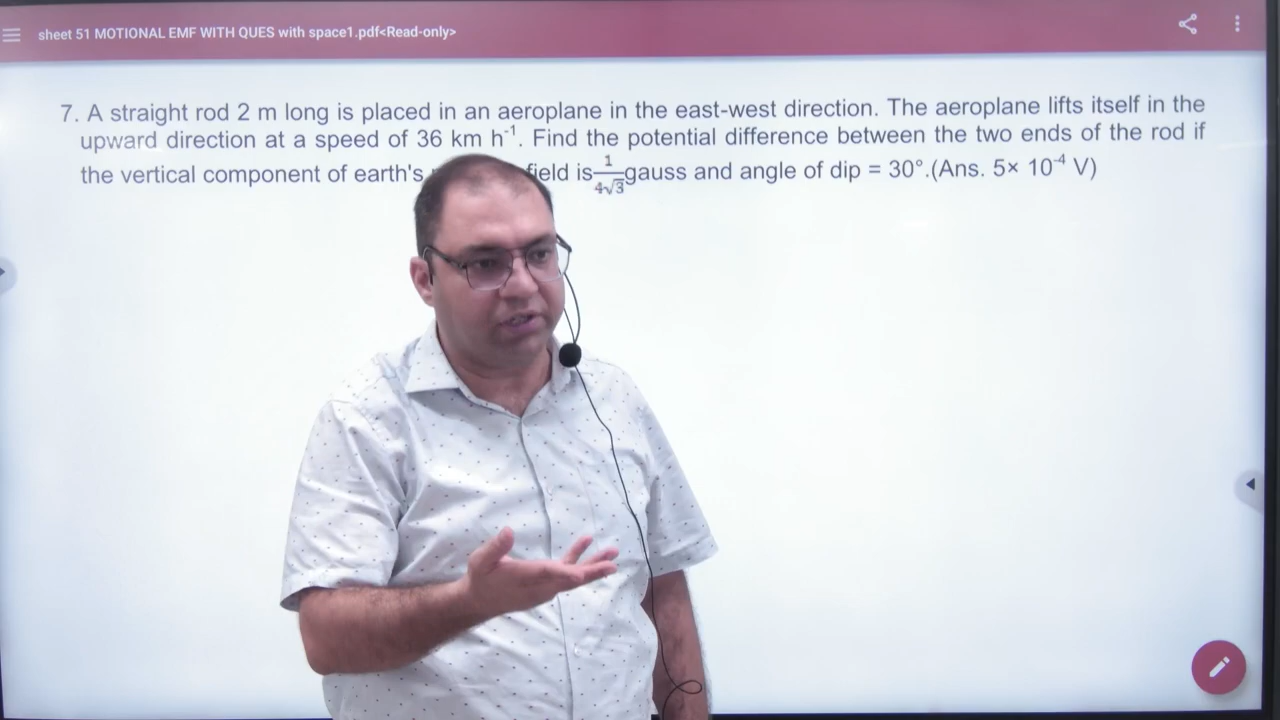 sheet 51 MOTIONAL EMF WITH QUES with space1.pdf<Read-only>
7. A straight rod 2 m long is placed in an aeroplane in the east-west direction. The aeroplane lifts itself in the
upward direction at a speed of 36 km h⁻¹. Find the potential difference between the two ends of the rod if
the vertical component of earth's field is 1/4√3 gauss and angle of dip = 30°.(Ans. 5× 10⁻⁴ V)